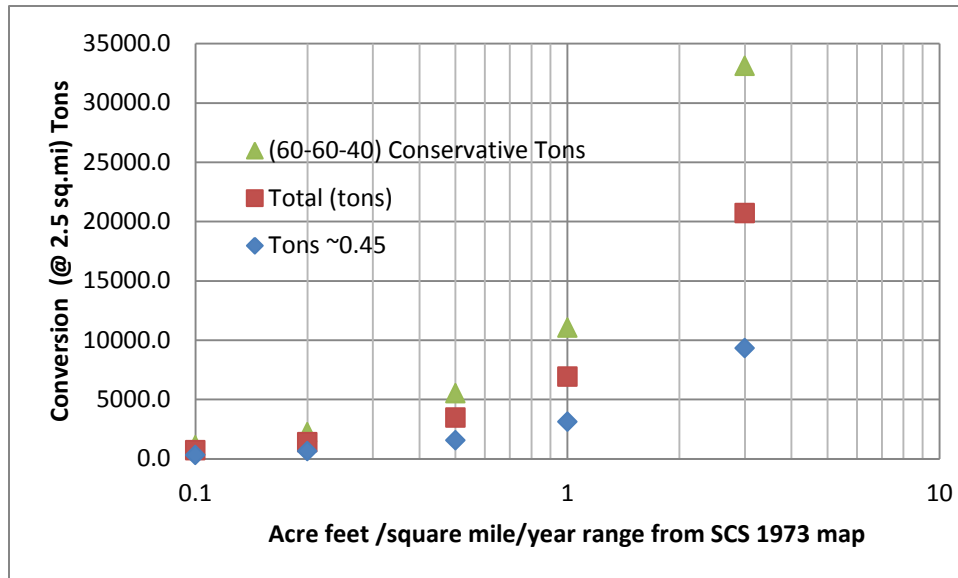 35000.0
30000.0
25000.0
20000.0
15000.0
10000.0
5000.0
0.0
Conversion (@ 2.5 sq.mi) Tons
(60-60-40) Conservative Tons
Total (tons)
Tons ~0.45
0.1 1 10
Acre feet /square mile/year range from SCS 1973 map